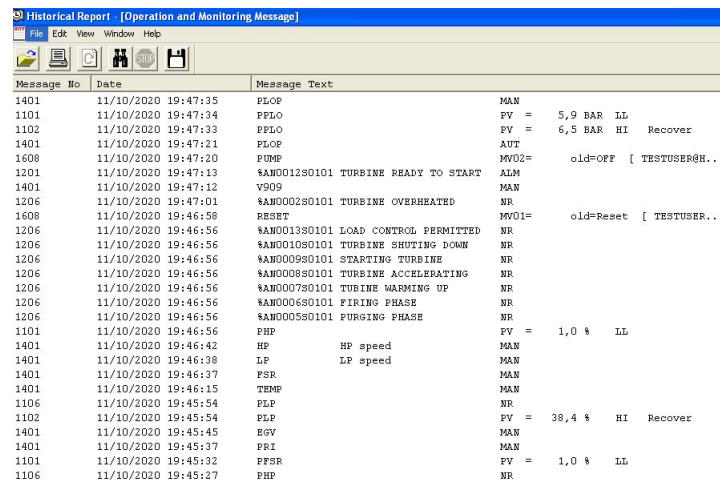 Historical Report - [Operation and Monitoring Message]
File Edit View Window Help
STOP
Message No Date Message Text
1401 11/10/2020 19:47:35 PLOP MAN
1101 11/10/2020 19:47:34 PPLO PV = 5,9 BAR LL
1102 11/10/2020 19:47:33 PPLO PV = 6,5 BAR HI Recover
1401 11/10/2020 19:47:21 PLOP AUT
1608 11/10/2020 19:47:20 PUMP MV02= old=OFF [ TESTUSER@H..
1201 11/10/2020 19:47:13 %AN0012S0101 TURBINE READY TO START ALM
1401 11/10/2020 19:47:12 V909 MAN
1206 11/10/2020 19:47:01 %AN0002S0101 TURBINE OVERHEATED NR
1608 11/10/2020 19:46:58 RESET MV01= old=Reset [ TESTUSER..
1206 11/10/2020 19:46:56 %AN0013S0101 LOAD CONTROL PERMITTED NR
1206 11/10/2020 19:46:56 %AN0010S0101 TURBINE SHUTING DOWN NR
1206 11/10/2020 19:46:56 %AN0009S0101 STARTING TURBINE NR
1206 11/10/2020 19:46:56 %AN0008S0101 TURBINE ACCELERATING NR
1206 11/10/2020 19:46:56 %AN0007S0101 TUBINE WARMING UP NR
1206 11/10/2020 19:46:56 %AN0006S0101 FIRING PHASE NR
1206 11/10/2020 19:46:56 %AN0005S0101 PURGING PHASE NR
1101 11/10/2020 19:46:56 PHP PV = 1,0 % LL
1401 11/10/2020 19:46:42 HP HP speed MAN
1401 11/10/2020 19:46:38 LP LP speed MAN
1401 11/10/2020 19:46:37 FSR MAN
1401 11/10/2020 19:46:15 TEMP MAN
1106 11/10/2020 19:45:54 PLP NR
1102 11/10/2020 19:45:54 PLP PV = 38,4 % HI Recover
1401 11/10/2020 19:45:45 EGV MAN
1401 11/10/2020 19:45:37 PRI MAN
1101 11/10/2020 19:45:32 PFSR PV = 1,0 % LL
1106 11/10/2020 19:45:27 PHP NR